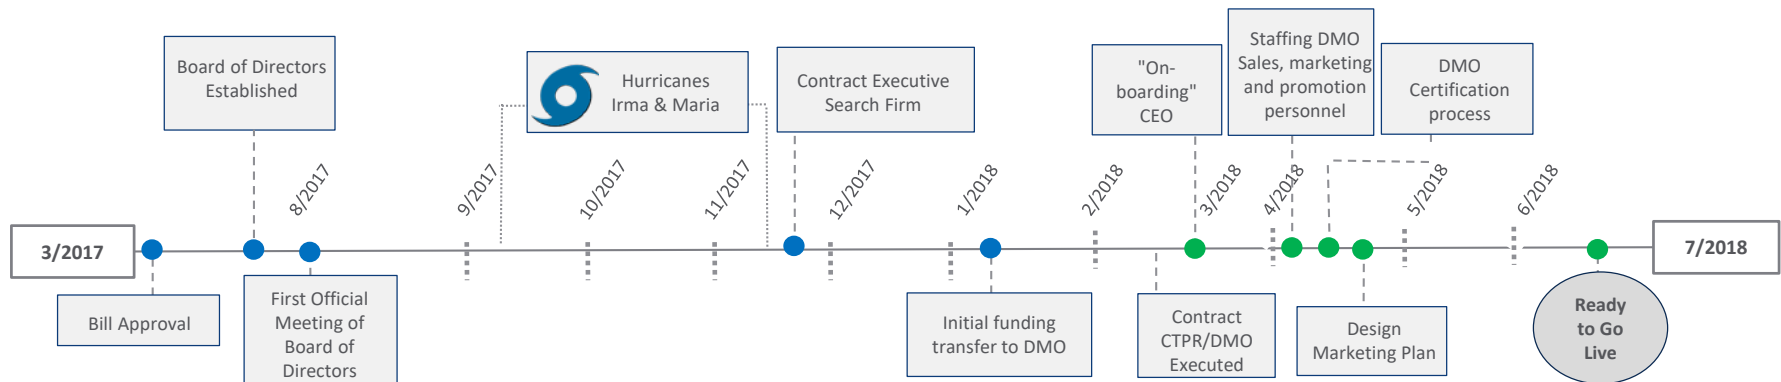 Board of Directors
Established
Hurricanes
Irma & Maria
Contract Executive
Search Firm
"On-
boarding"
CEO
Staffing DMO
Sales, marketing
and promotion
personnel
DMO
Certification
process
8/2017
9/2017
10/2017
11/2017
12/2017
1/2018
2/2018
3/2018
4/2018
5/2018
6/2018
3/2017
7/2018
Bill Approval
First Official
Meeting of
Board of
Directors
Initial funding
transfer to DMO
Contract
CTPR/DMO
Executed
Design
Marketing Plan
Ready
to Go
Live